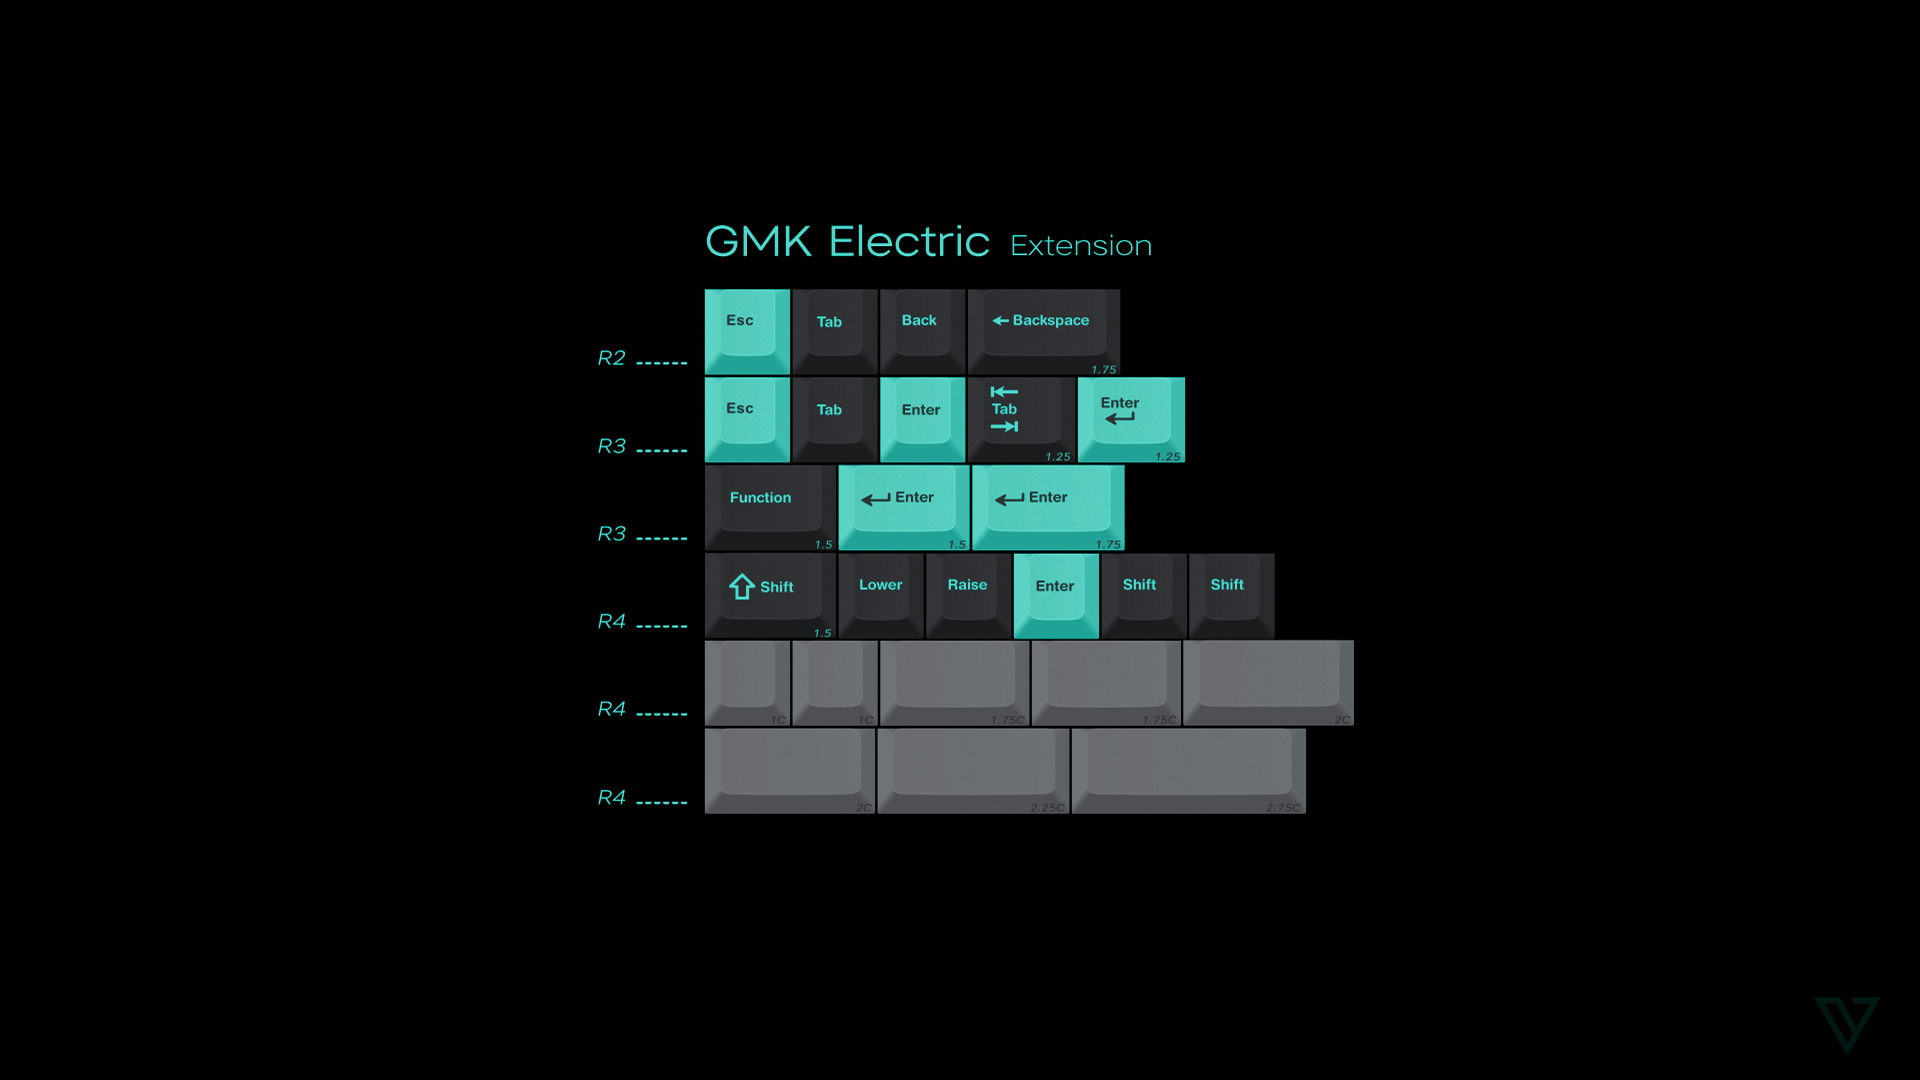 GMK Electric Extension
Esc Tab Back Backspace
R2 1.75
Esc Tab Enter Tab Enter
R3 1.25 1.25
Function Enter Enter
R3 1.5 1.5 1.75
Shift Lower Raise Enter Shift Shift
R4 1.5
R4 1C 1C 1.75C 1.75C 2C
R4 2C 2.25C 2.75C